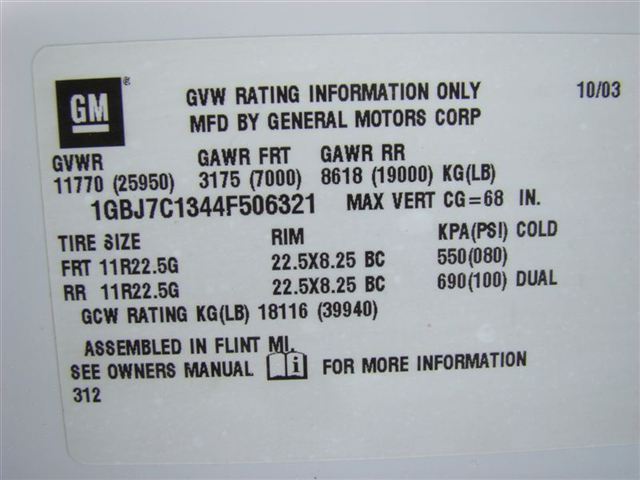 GM ® GVW RATING INFORMATION ONLY 10/03
MFD BY GENERAL MOTORS CORP
GVWR GAWR FRT GAWR RR
11770 (25950) 3175 (7000) 8618 (19000) KG(LB)
1GBJ7C1344F506321 MAX VERT CG=68 IN.
TIRE SIZE RIM KPA(PSI) COLD
FRT 11R22.5G 22.5X8.25 BC 550(080)
RR 11R22.5G 22.5X8.25 BC 690(100) DUAL
GCW RATING KG(LB) 18116 (39940)
ASSEMBLED IN FLINT MI.
SEE OWNERS MANUAL i FOR MORE INFORMATION
312